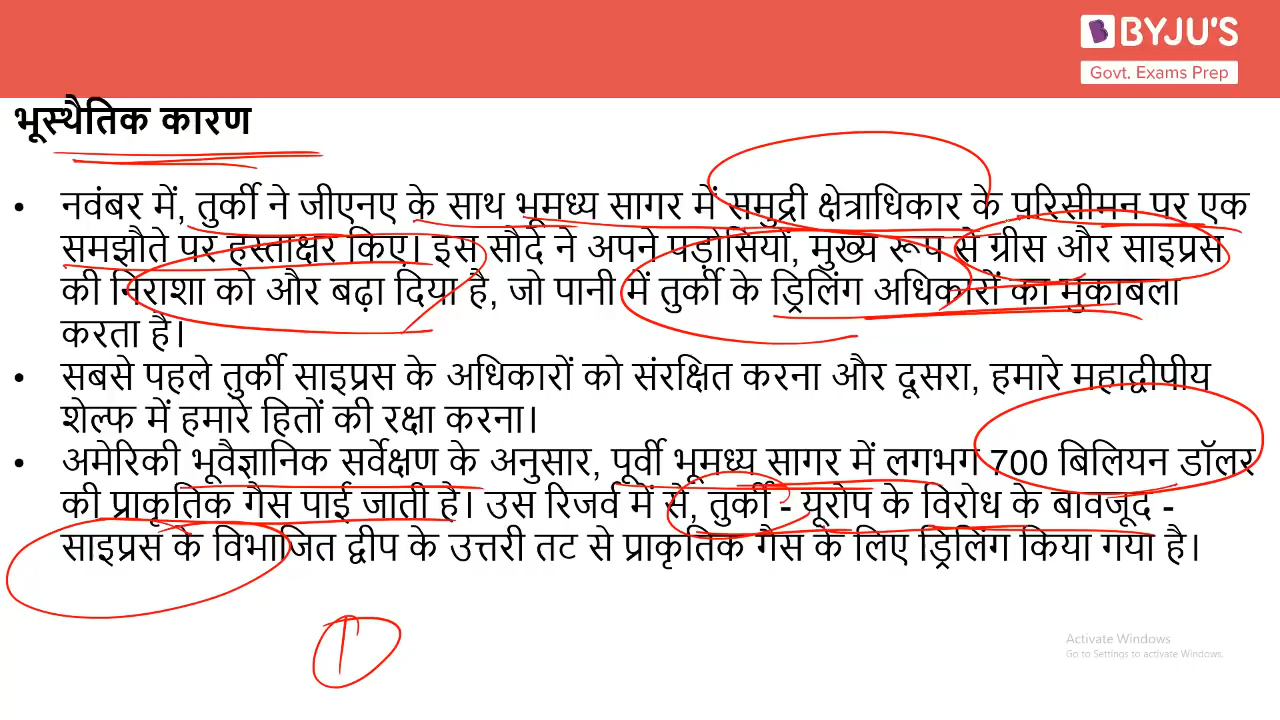 BYJU'S
Govt. Exams Prep
भूस्थैतिक कारण
• नवंबर में, तुर्की ने जीएनए के साथ भूमध्य सागर में समुद्री क्षेत्राधिकार के परिसीमन पर एक
समझौते पर हस्ताक्षर किए। इस सौदे ने अपने पड़ोसियों, मुख्य रूप से ग्रीस और साइप्रस
की निराशा को और बढ़ा दिया है, जो पानी में तुर्की के ड्रिलिंग अधिकारों का मुकाबला
करता है।
• सबसे पहले तुर्की साइप्रस के अधिकारों को संरक्षित करना और दूसरा, हमारे महाद्वीपीय
शेल्फ में हमारे हितों की रक्षा करना।
• अमेरिकी भूवैज्ञानिक सर्वेक्षण के अनुसार, पूर्वी भूमध्य सागर में लगभग 700 बिलियन डॉलर
की प्राकृतिक गैस पाई जाती है। उस रिजर्व में से, तुर्की - यूरोप के विरोध के बावजूद -
साइप्रस के विभाजित द्वीप के उत्तरी तट से प्राकृतिक गैस के लिए ड्रिलिंग किया गया है।
Activate Windows
Go to Settings to activate Windows.